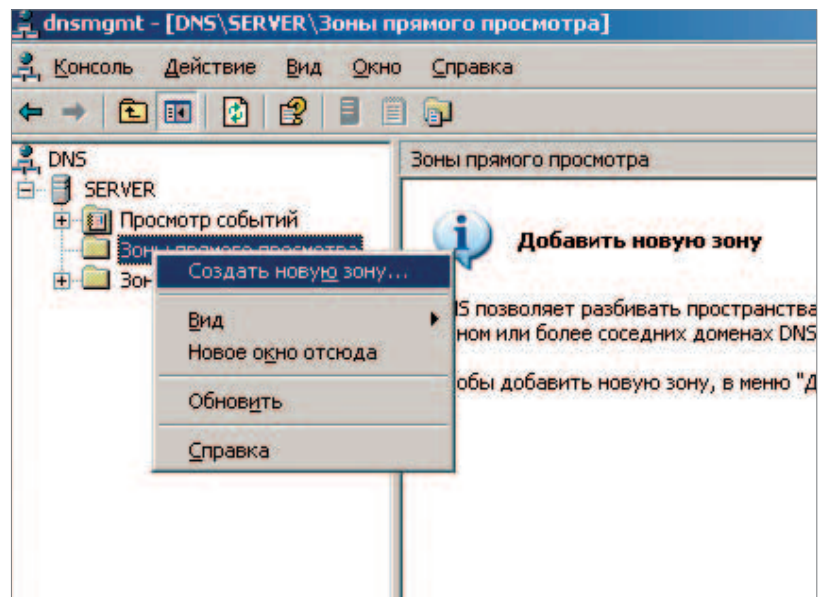 dnsmgmt - [DNS\SERVER\Зоны прямого просмотра]
Консоль Действие Вид Окно Справка
DNS
SERVER
Просмотр событий
Зоны прямого просмотра
Зон
Создать новую зону...
Вид
Новое окно отсюда
Обновить
Справка
Зоны прямого просмотра
Добавить новую зону
позволяет разбивать пространства
или более соседних доменах DNS
добавить новую зону, в меню "Д